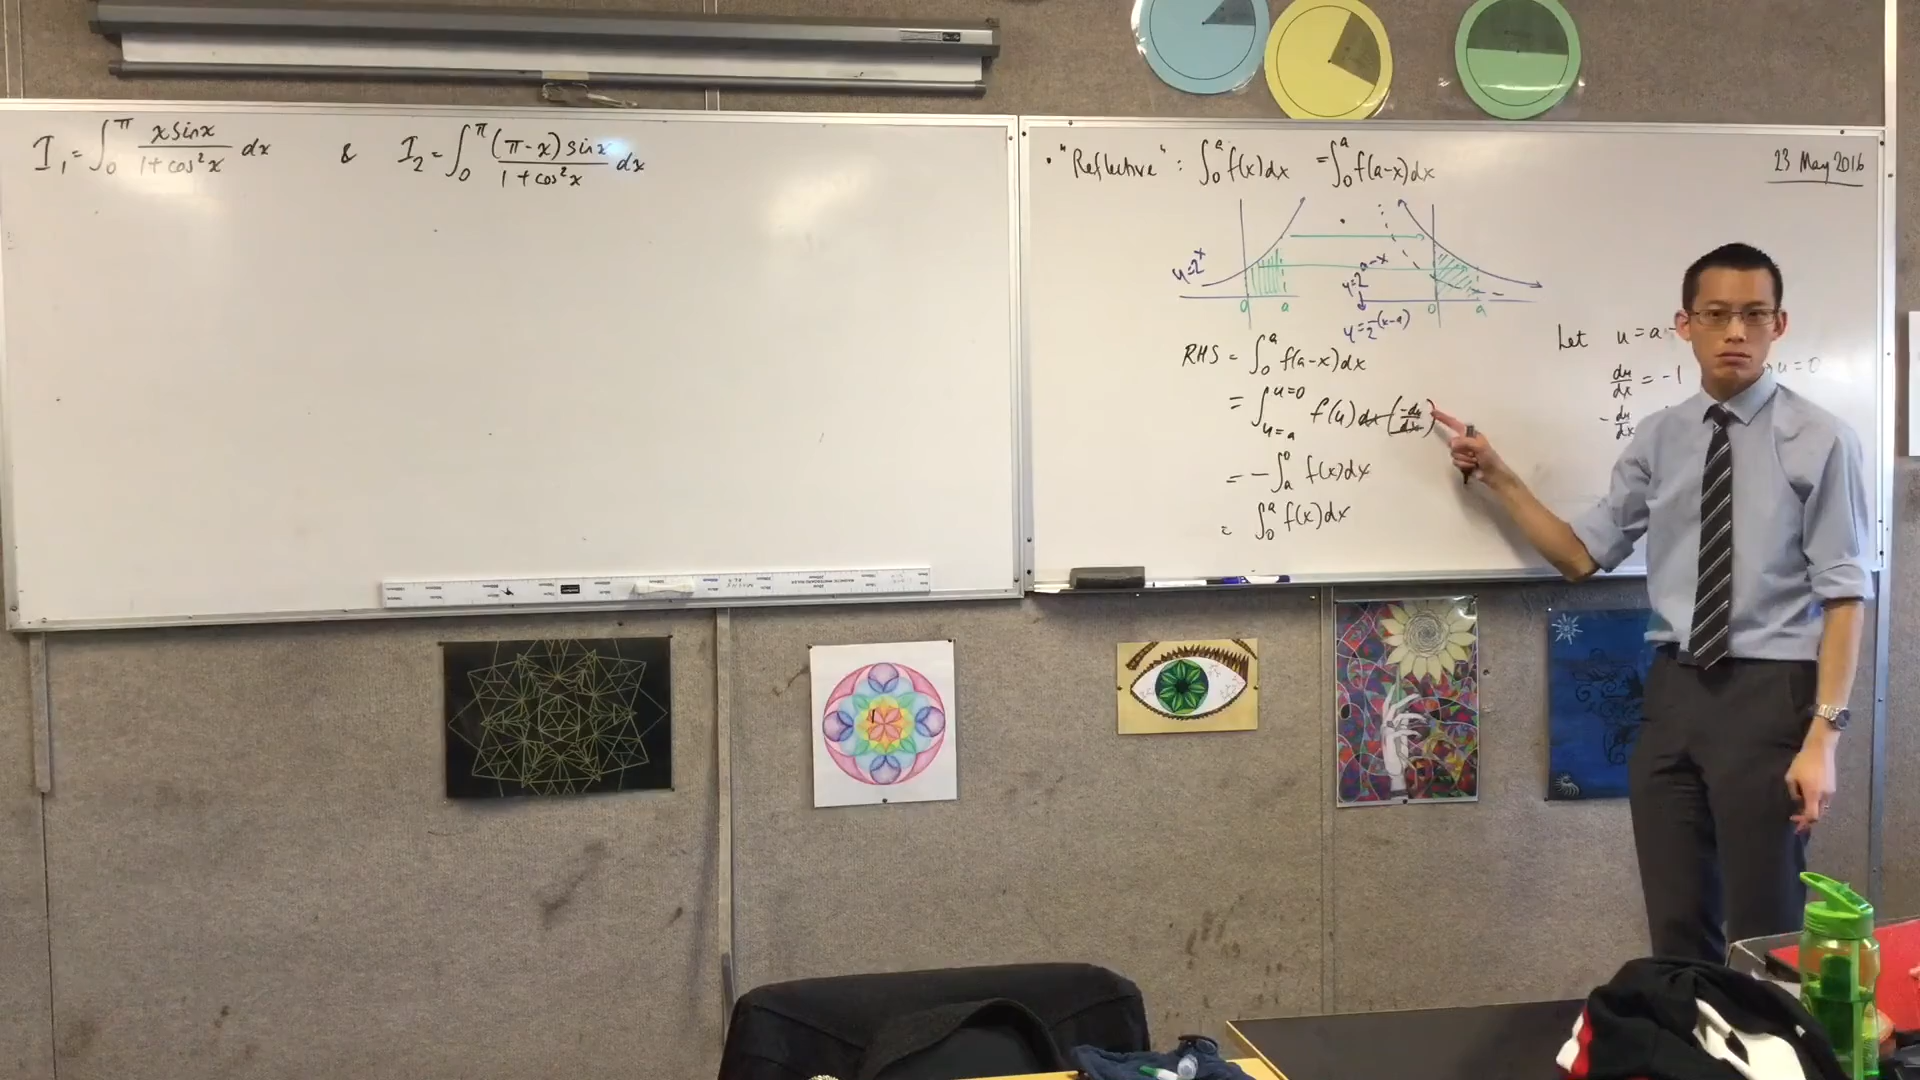 I₁ = ∫₀^π x sin x / (1 + cos²x) dx & I₂ = ∫₀^π (π - x) sin x / (1 + cos²x) dx
• "Reflective" : ∫₀^a f(x) dx = ∫₀^a f(a-x) dx
23 May 2016
y = 2^x
0 a
y = 2^(a-x)
y = 2^-(x-a)
0 a
RHS = ∫₀^a f(a-x) dx
= ∫_(u=a)^(u=0) f(u) dx (-du/dx)
= - ∫_a^0 f(x) dx
= ∫₀^a f(x) dx
Let u = a -
du/dx = -1
u = 0
- du/dx